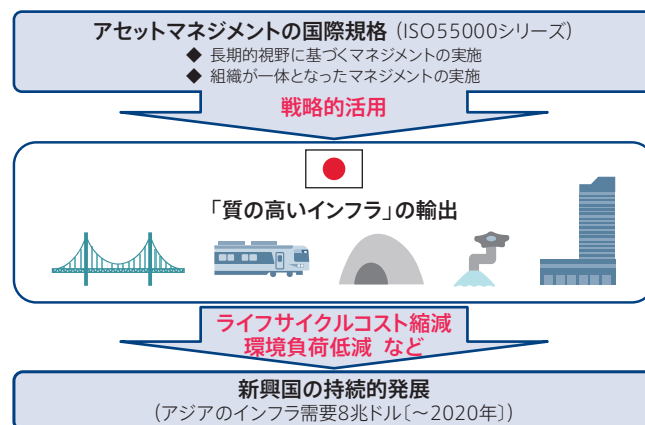 アセットマネジメントの国際規格（ISO55000シリーズ）
◆ 長期的視野に基づくマネジメントの実施
◆ 組織が一体となったマネジメントの実施
戦略的活用
「質の高いインフラ」の輸出
ライフサイクルコスト縮減
環境負荷低減 など
新興国の持続的発展
（アジアのインフラ需要8兆ドル〔～2020年〕）